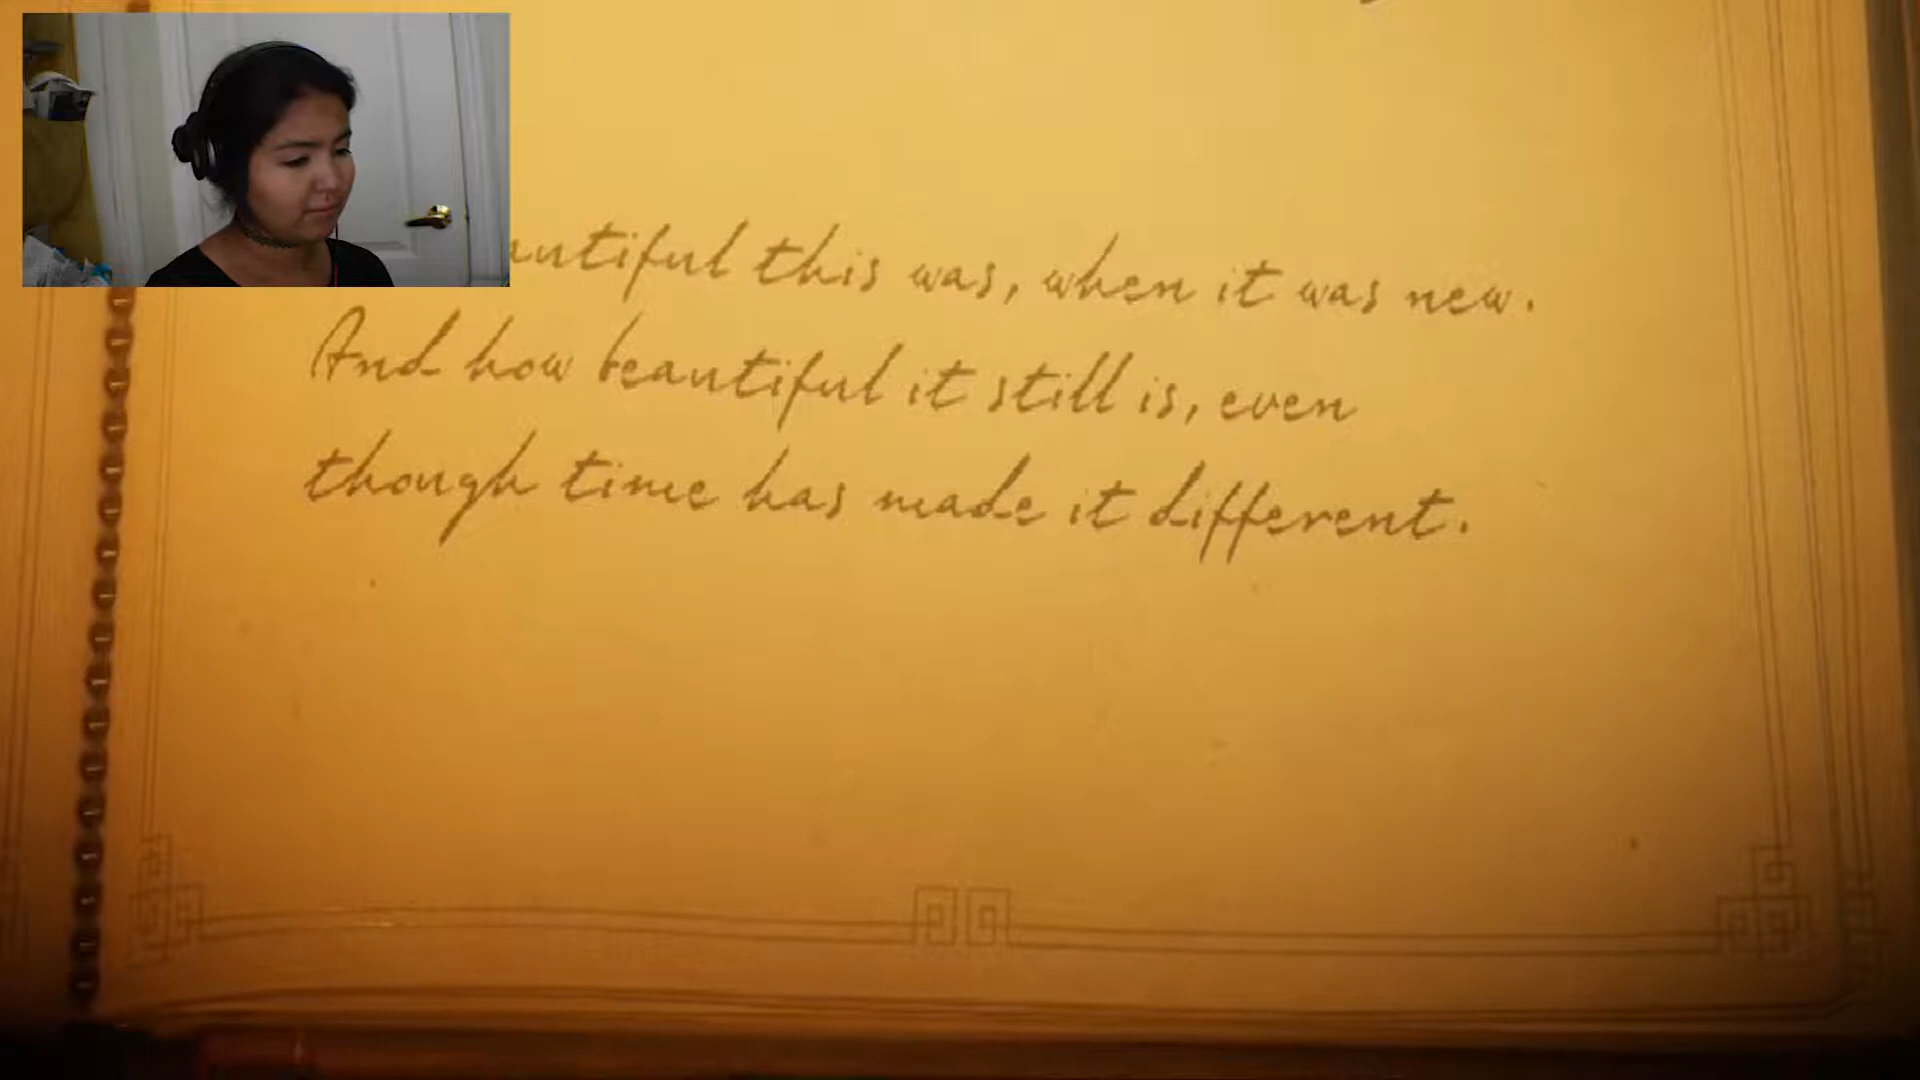 this was, when it was new.
And how beautiful it still is, even
though time has made it different.